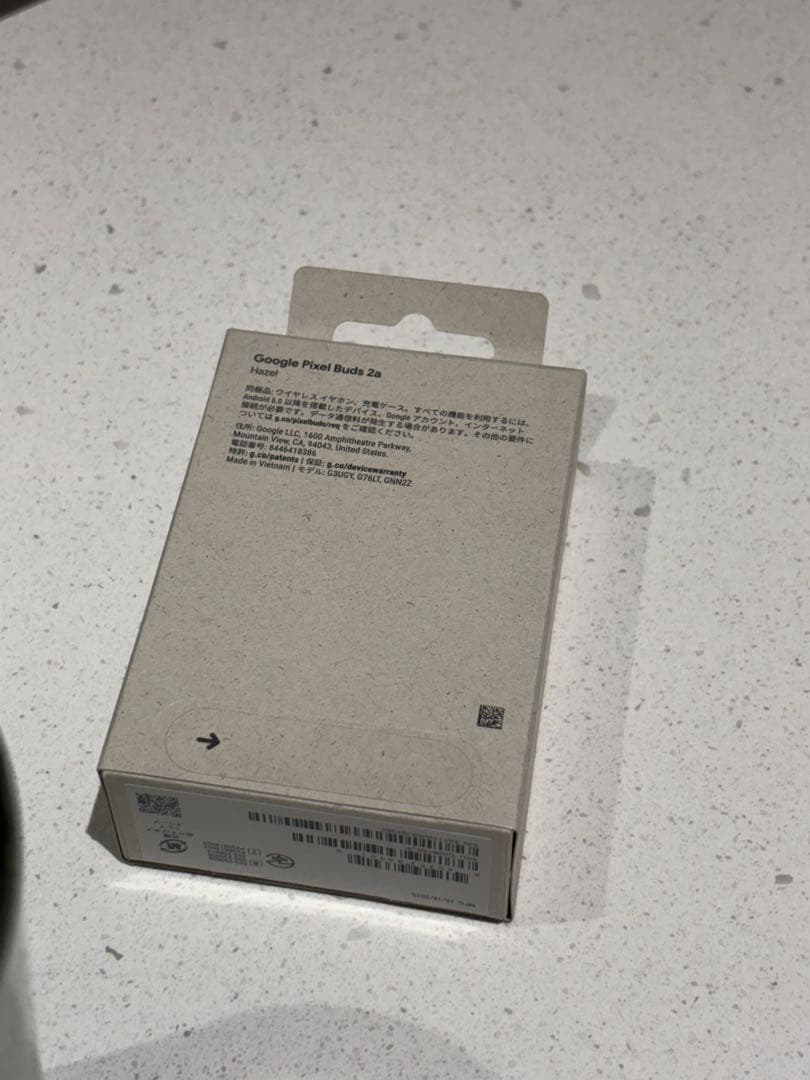 Google Pixel Buds 2a
Hazel
同梱品: ワイヤレス イヤホン、充電ケース。すべての機能を利用するには、
Android 6.0 以降を搭載したデバイス、Google アカウント、インターネット
接続が必要です。データ通信料が発生する場合があります。その他の要件に
ついては g.co/pixelbuds/req をご確認ください。
住所: Google LLC, 1600 Amphitheatre Parkway,
Mountain View, CA, 94043, United States.
電話番号: 8446418386
特許: g.co/patents | 保証: g.co/devicewarranty
Made in Vietnam | モデル: G3UGY, G76LT, GNN2Z